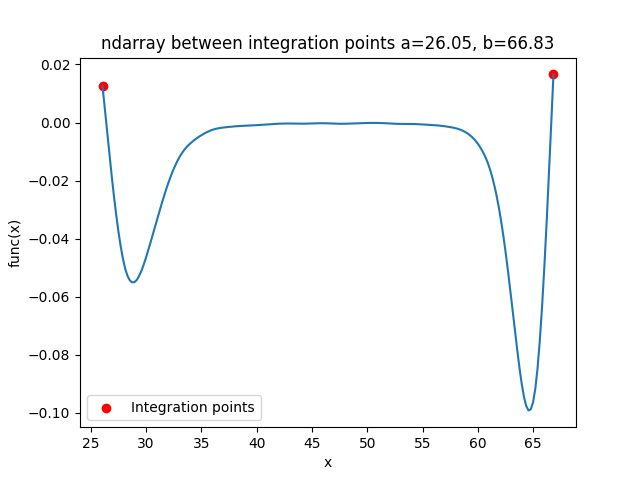 ndarray between integration points a=26.05, b=66.83
0.02
0.00
−0.02
−0.04
−0.06
−0.08
−0.10
func(x)
Integration points
25 30 35 40 45 50 55 60 65
x